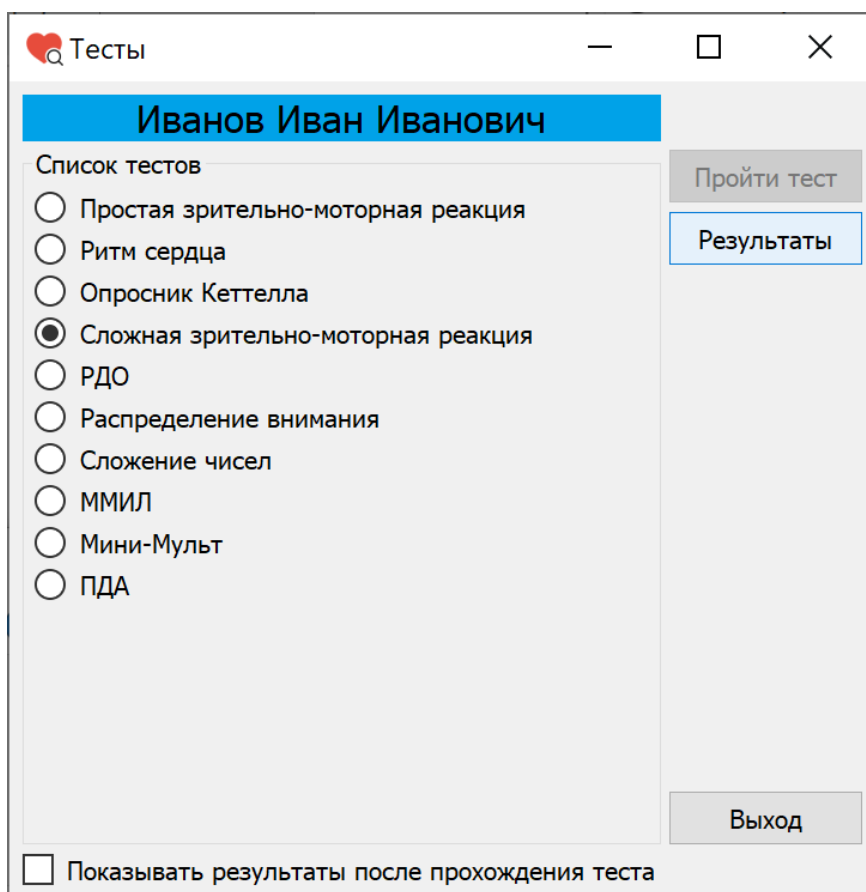 Тесты
Иванов Иван Иванович
Список тестов
Пройти тест
Простая зрительно-моторная реакция
Результаты
Ритм сердца
Опросник Кеттелла
Сложная зрительно-моторная реакция
РДО
Распределение внимания
Сложение чисел
ММИЛ
Мини-Мульт
ПДА
Выход
Показывать результаты после прохождения теста